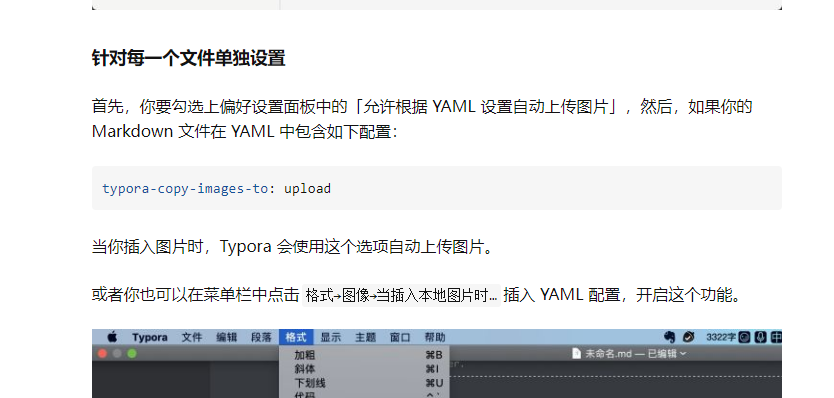 针对每一个文件单独设置
首先，你要勾选上偏好设置面板中的「允许根据 YAML 设置自动上传图片」，然后，如果你的
Markdown 文件在 YAML 中包含如下配置：
typora-copy-images-to: upload
当你插入图片时，Typora 会使用这个选项自动上传图片。
或者你也可以在菜单栏中点击 格式→图像→当插入本地图片时… 插入 YAML 配置，开启这个功能。
Typora 文件 编辑 段落 格式 显示 主题 窗口 帮助 3322字
未命名.md — 已编辑
加粗 ⌘B
斜体 ⌘I
下划线 ⌘U
代码 ^`